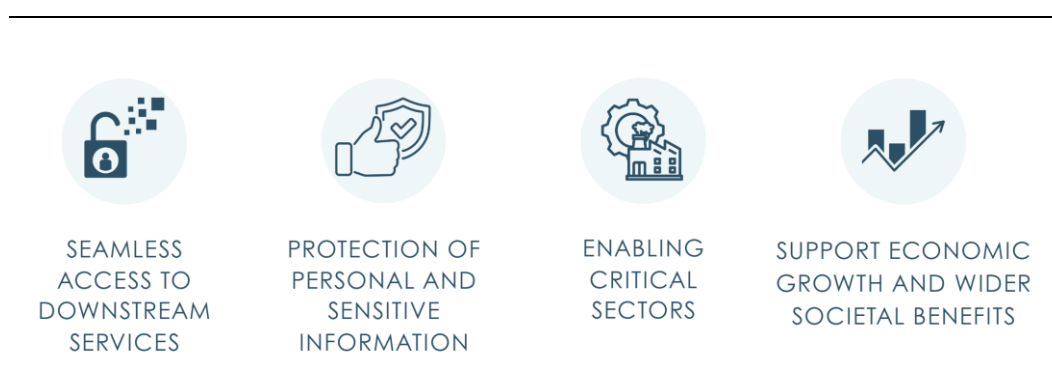 SEAMLESS
ACCESS TO
DOWNSTREAM
SERVICES
PROTECTION OF
PERSONAL AND
SENSITIVE
INFORMATION
ENABLING
CRITICAL
SECTORS
SUPPORT ECONOMIC
GROWTH AND WIDER
SOCIETAL BENEFITS